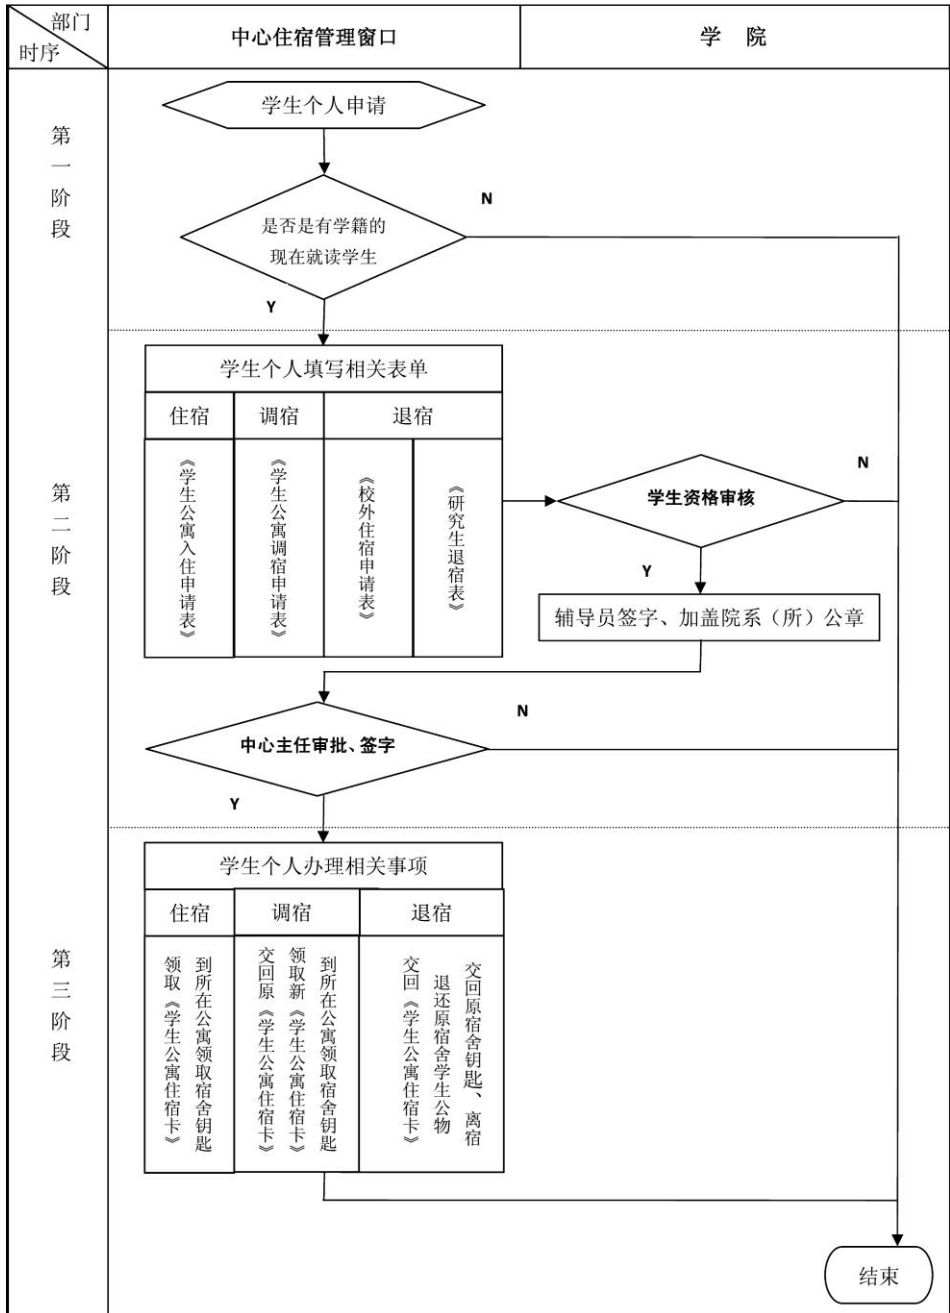 部门
时序
中心住宿管理窗口
学 院
第一阶段
学生个人申请
是否是有学籍的
现在就读学生
N
Y
第二阶段
学生个人填写相关表单
住宿
调宿
退宿
《学生公寓入住申请表》
《学生公寓调宿申请表》
《校外住宿申请表》
《研究生退宿表》
学生资格审核
N
Y
辅导员签字、加盖院系（所）公章
中心主任审批、签字
N
Y
第三阶段
学生个人办理相关事项
住宿
调宿
退宿
领取《学生公寓住宿卡》
到所在公寓领取宿舍钥匙
交回原《学生公寓住宿卡》
领取新《学生公寓住宿卡》
到所在公寓领取宿舍钥匙
交回《学生公寓住宿卡》
退还原宿舍学生公物
交回原宿舍钥匙、离宿
结束